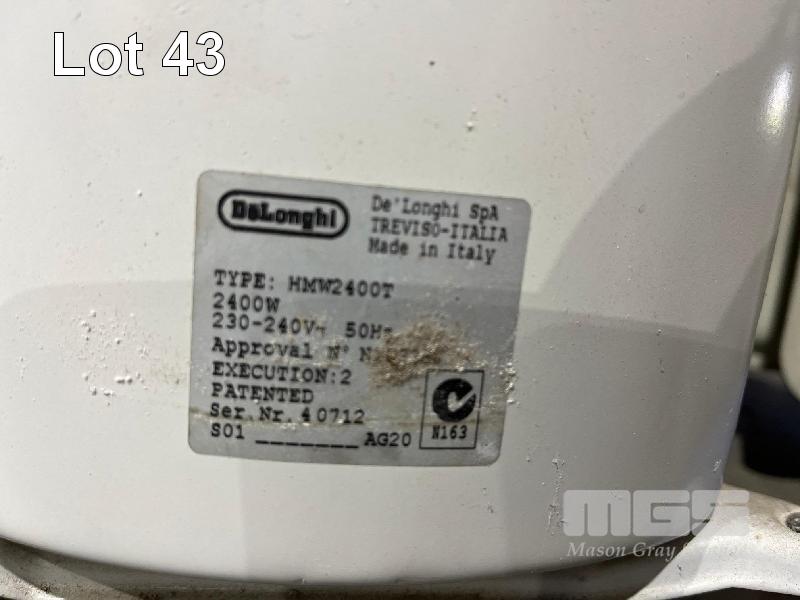 Lot 43
DeLonghi
De'Longhi SpA
TREVISO-ITALIA
Made in Italy
TYPE: HMW2400T
2400W
230-240V~ 50Hz
Approval N°
EXECUTION:2
PATENTED
Ser.Nr. 40712
S01 _______ AG20
N163
MGS
Mason Gray